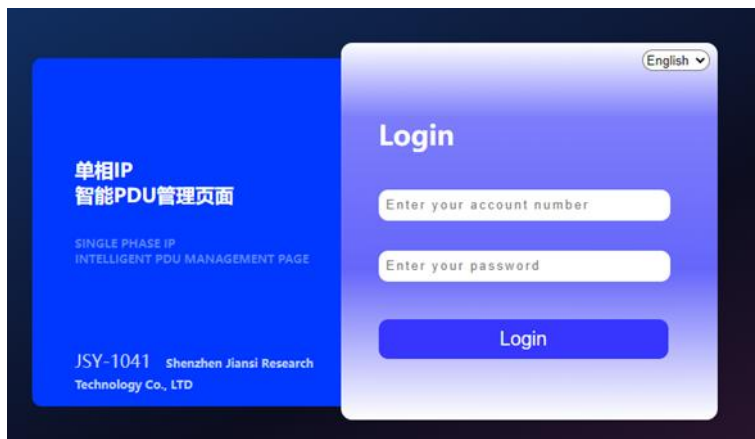 English
单相IP
智能PDU管理页面
SINGLE PHASE IP
INTELLIGENT PDU MANAGEMENT PAGE
JSY-1041 Shenzhen Jiansi Research
Technology Co., LTD
Login
Enter your account number
Enter your password
Login